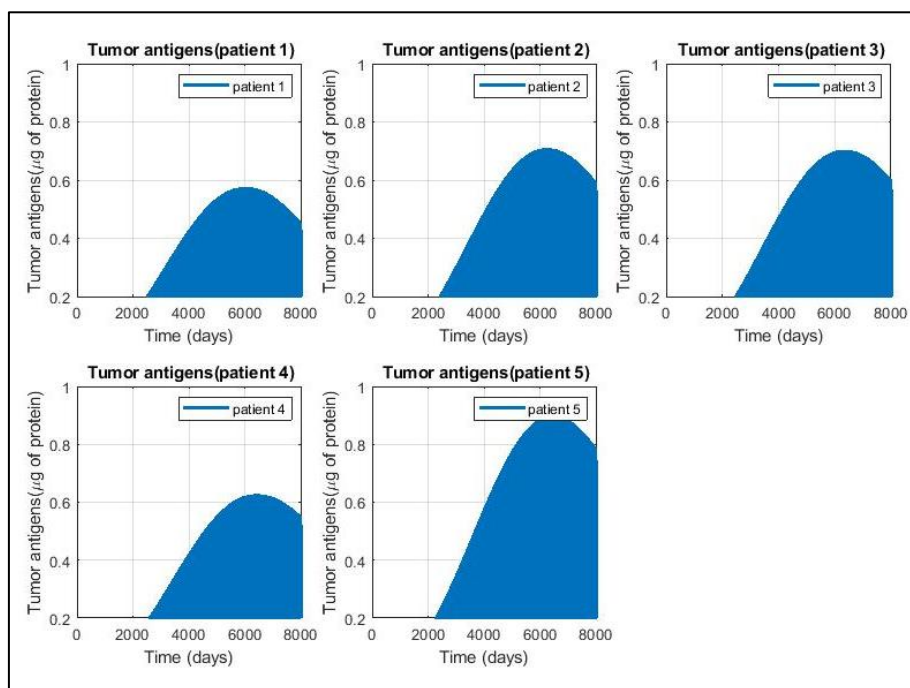 Tumor antigens(patient 1)
Tumor antigens(μg of protein)
1
0.8
0.6
0.4
0.2
patient 1
0 2000 4000 6000 8000
Time (days)
Tumor antigens(patient 2)
Tumor antigens(μg of protein)
1
0.8
0.6
0.4
0.2
patient 2
0 2000 4000 6000 8000
Time (days)
Tumor antigens(patient 3)
Tumor antigens(μg of protein)
1
0.8
0.6
0.4
0.2
patient 3
0 2000 4000 6000 8000
Time (days)
Tumor antigens(patient 4)
Tumor antigens(μg of protein)
1
0.8
0.6
0.4
0.2
patient 4
0 2000 4000 6000 8000
Time (days)
Tumor antigens(patient 5)
Tumor antigens(μg of protein)
1
0.8
0.6
0.4
0.2
patient 5
0 2000 4000 6000 8000
Time (days)